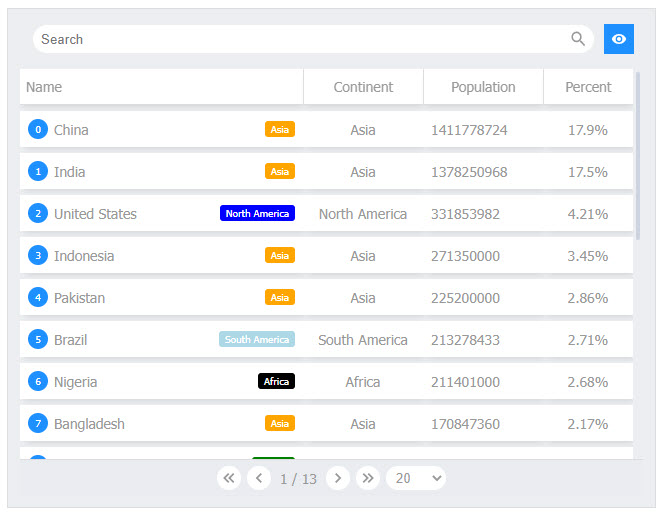 Search
Name Continent Population Percent
0 China Asia Asia 1411778724 17.9%
1 India Asia Asia 1378250968 17.5%
2 United States North America North America 331853982 4.21%
3 Indonesia Asia Asia 271350000 3.45%
4 Pakistan Asia Asia 225200000 2.86%
5 Brazil South America South America 213278433 2.71%
6 Nigeria Africa Africa 211401000 2.68%
7 Bangladesh Asia Asia 170847360 2.17%
1 / 13 20